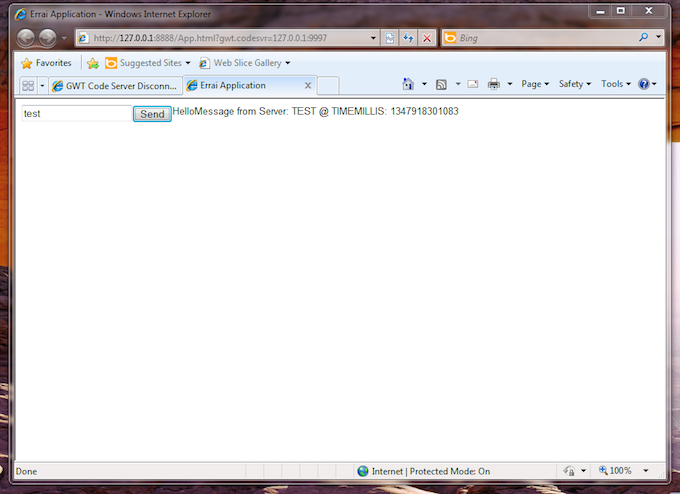 Errai Application - Windows Internet Explorer
http://127.0.0.1:8888/App.html?gwt.codesvr=127.0.0.1:9997
Bing
Favorites Suggested Sites Web Slice Gallery
GWT Code Server Disconn... Errai Application X Page Safety Tools
test Send HelloMessage from Server: TEST @ TIMEMILLIS: 1347918301083
Done Internet | Protected Mode: On 100%